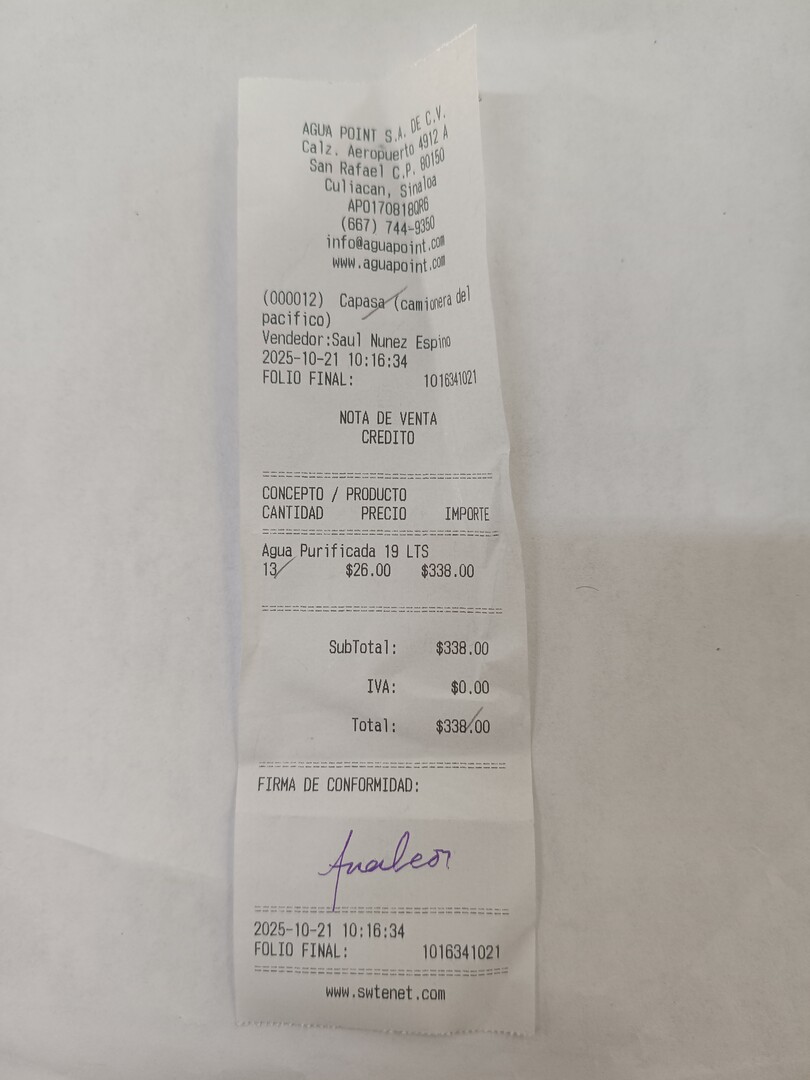 AGUA POINT S.A. DE C.V.
Calz. Aeropuerto 4912 A
San Rafael C.P. 80150
Culiacan, Sinaloa
APO170818QR6
(667) 744-9350
info@aguapoint.com
www.aguapoint.com
(000012) Capasa (camionera del
pacifico)
Vendedor:Saul Nunez Espino
2025-10-21 10:16:34
FOLIO FINAL: 1016341021
NOTA DE VENTA
CREDITO
CONCEPTO / PRODUCTO
CANTIDAD PRECIO IMPORTE
Agua Purificada 19 LTS
13 $26.00 $338.00
SubTotal: $338.00
IVA: $0.00
Total: $338.00
FIRMA DE CONFORMIDAD:
2025-10-21 10:16:34
FOLIO FINAL: 1016341021
www.swtenet.com